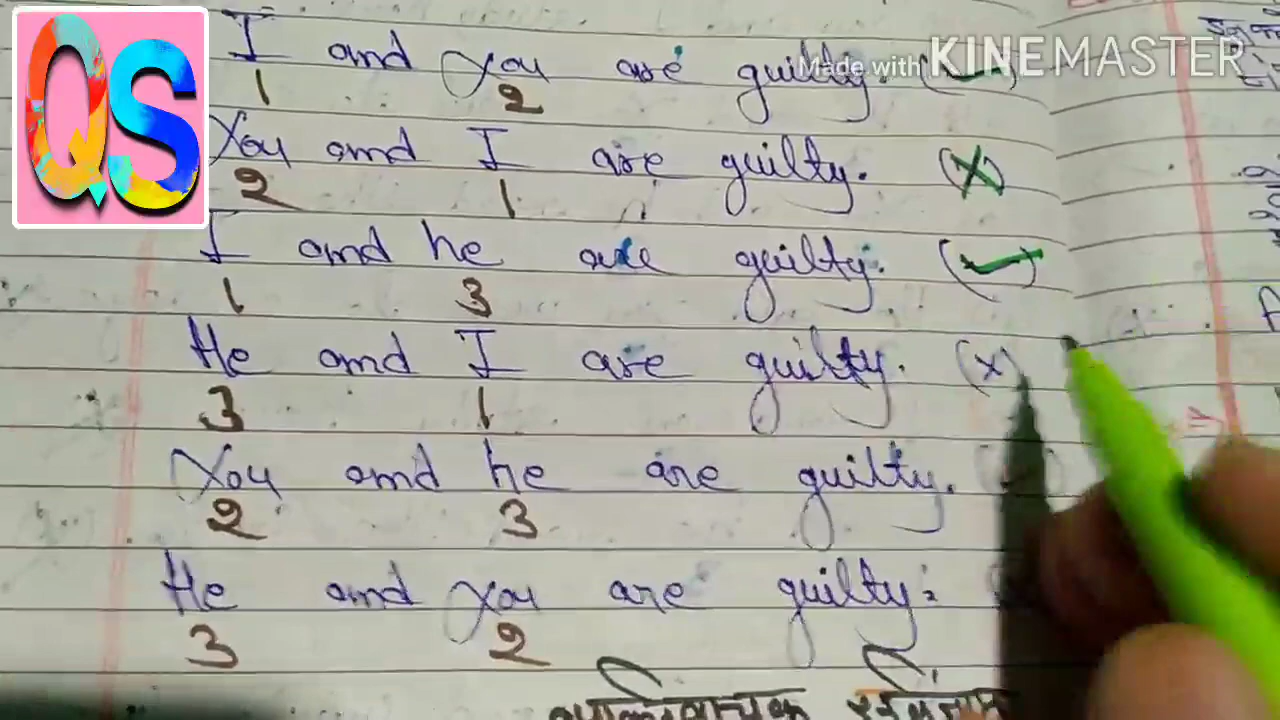 QS
Made with KINEMASTER
I and you are guilty. (✓)
1 2
You and I are guilty. (X)
2 1
I and he are guilty. (✓)
1 3
He and I are guilty. (x)
3 1
You and he are guilty.
2 3
He and you are guilty:
3 2